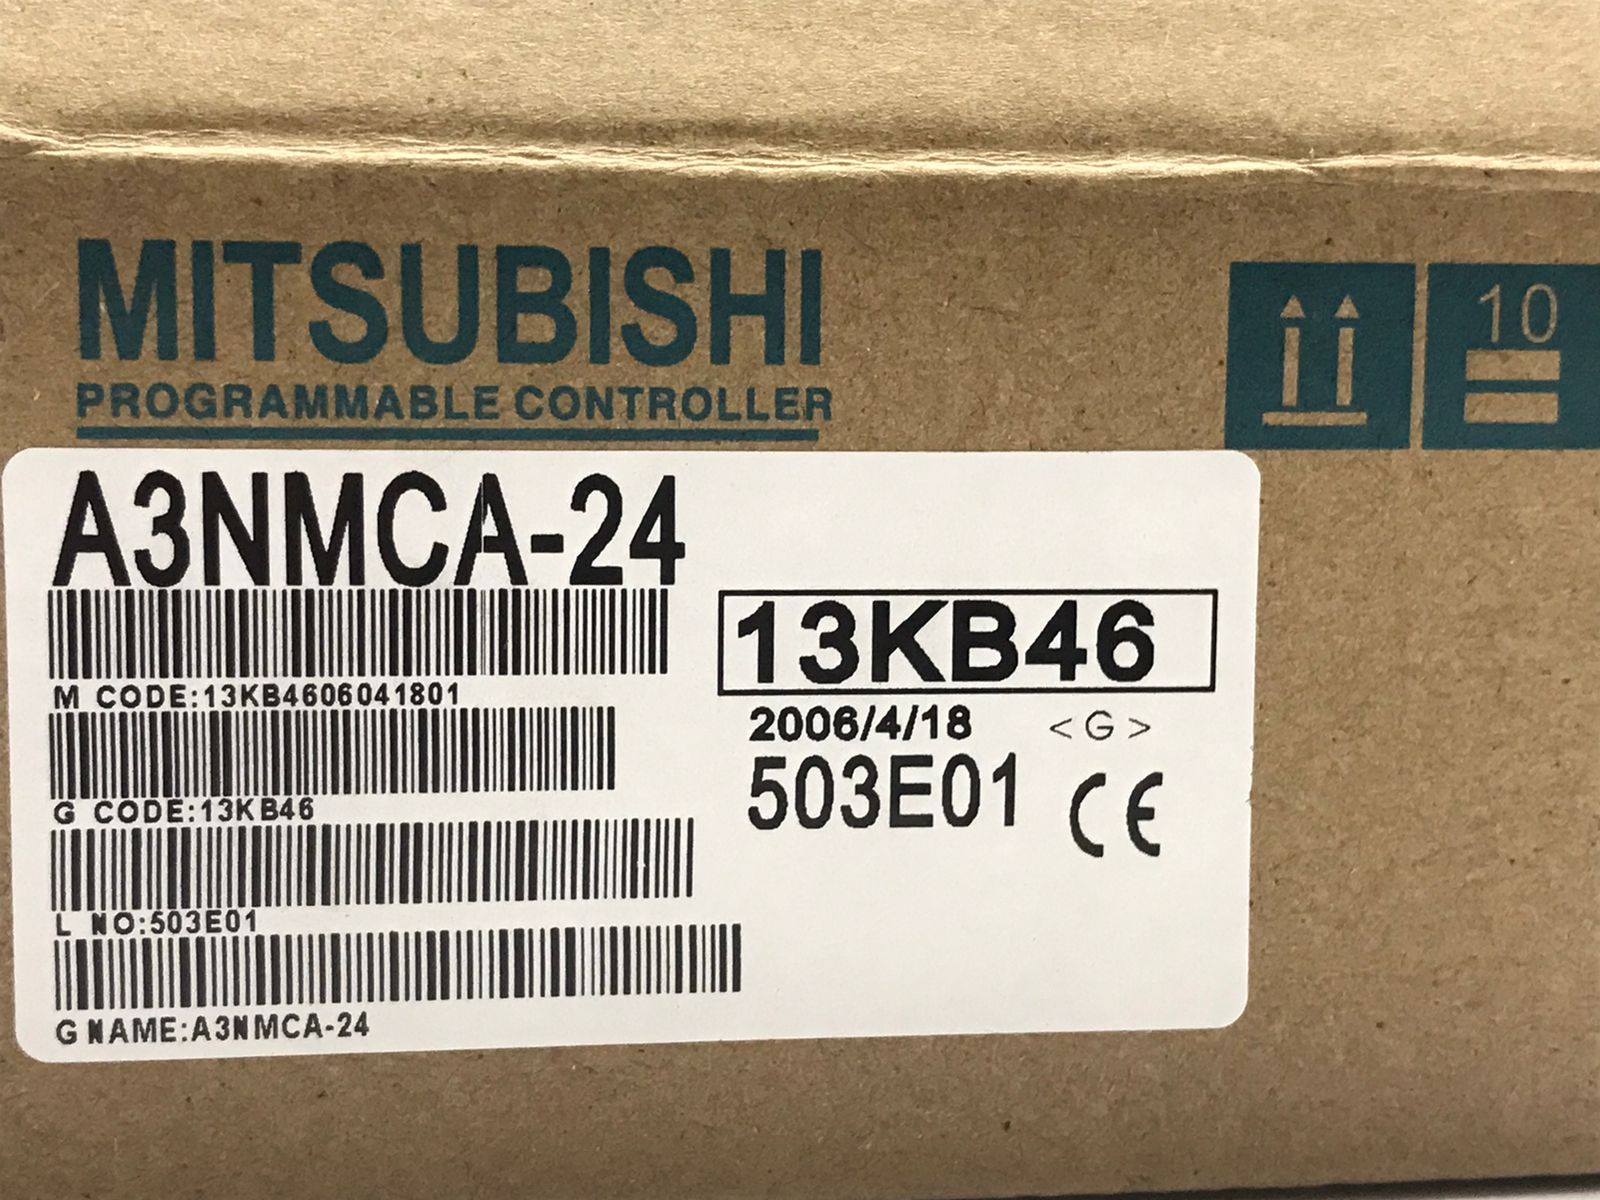 MITSUBISHI
PROGRAMMABLE CONTROLLER
10
A3NMCA-24
13KB46
M CODE:13KB4606041801
2006/4/18 <G>
503E01 CE
G CODE:13KB46
L NO:503E01
G NAME:A3NMCA-24